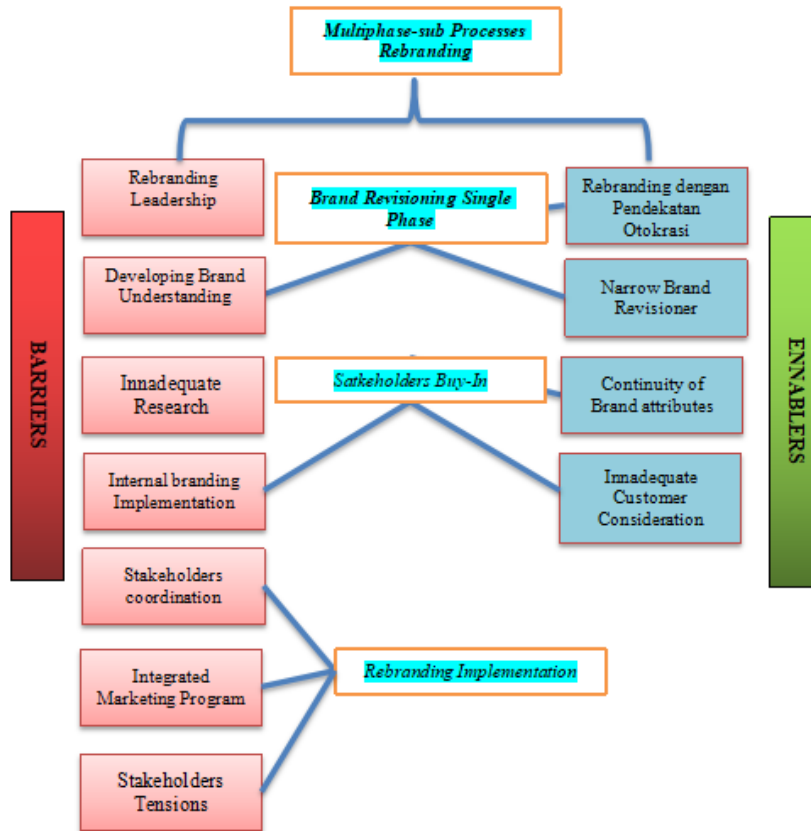 Multiphase-sub Processes
Rebranding
Rebranding
Leadership
Brand Revisioning Single
Phase
Rebranding dengan
Pendekatan
Otokrasi
Developing Brand
Understanding
Narrow Brand
Revisioner
BARRIERS
ENNABLERS
Innadequate
Research
Satkeholders Buy-In
Continuity of
Brand attributes
Internal branding
Implementation
Innadequate
Customer
Consideration
Stakeholders
coordination
Integrated
Marketing Program
Rebranding Implementation
Stakeholders
Tensions